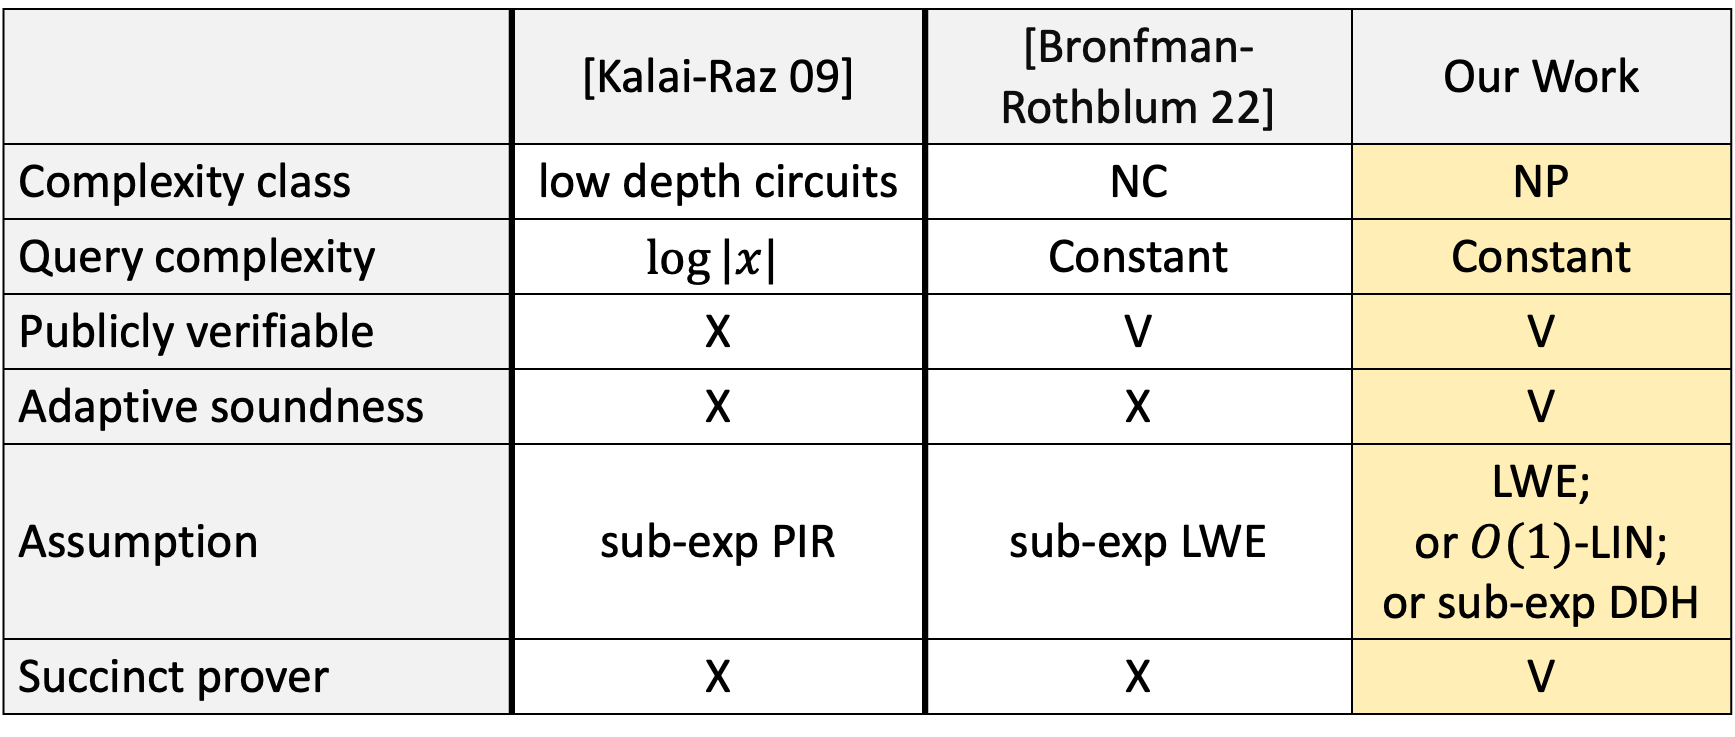 [Kalai-Raz 09]
[Bronfman-
Rothblum 22]
Our Work
Complexity class
low depth circuits
NC
NP
Query complexity
log |x|
Constant
Constant
Publicly verifiable
X
V
V
Adaptive soundness
X
X
V
Assumption
sub-exp PIR
sub-exp LWE
LWE;
or O(1)-LIN;
or sub-exp DDH
Succinct prover
X
X
V